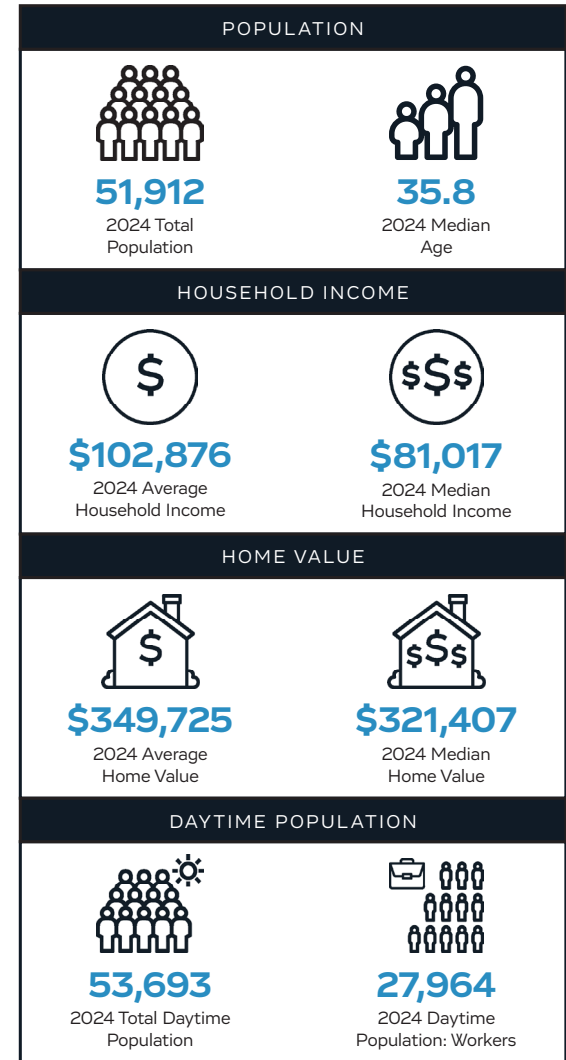 POPULATION
51,912
2024 Total
Population
35.8
2024 Median
Age
HOUSEHOLD INCOME
$
$102,876
2024 Average
Household Income
$$$
$81,017
2024 Median
Household Income
HOME VALUE
$
$349,725
2024 Average
Home Value
$$$
$321,407
2024 Median
Home Value
DAYTIME POPULATION
53,693
2024 Total Daytime
Population
27,964
2024 Daytime
Population: Workers